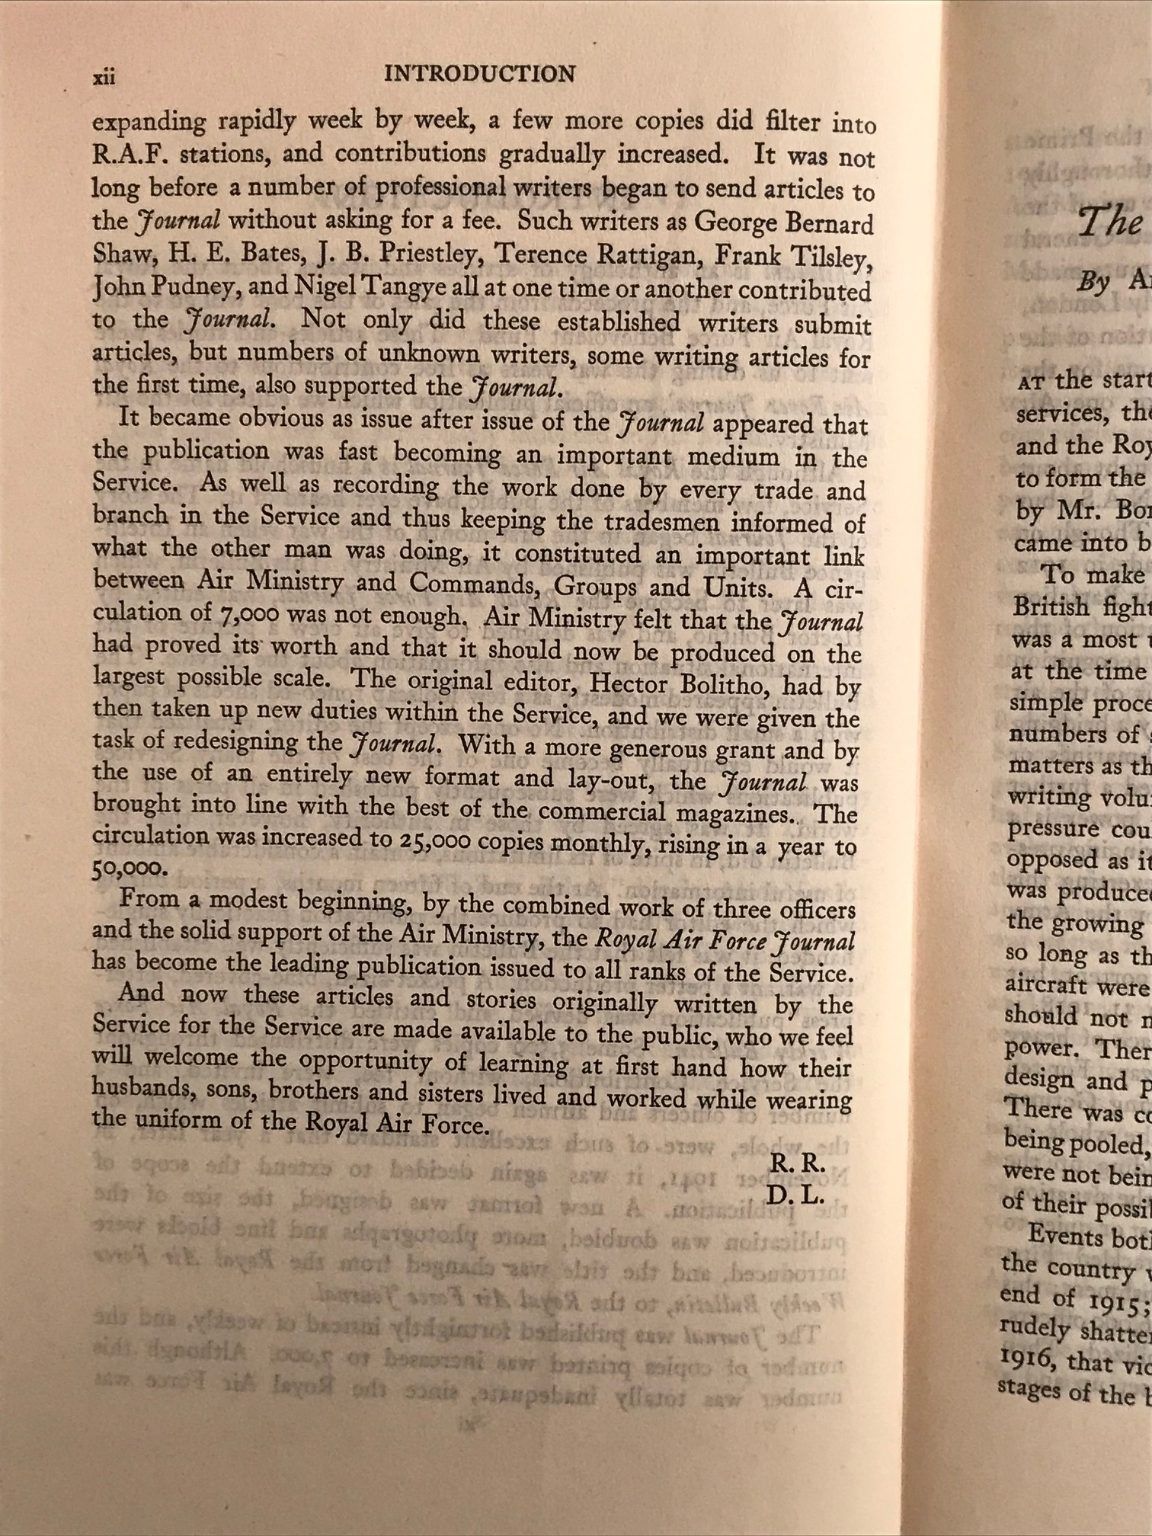 xii INTRODUCTION
expanding rapidly week by week, a few more copies did filter into
R.A.F. stations, and contributions gradually increased. It was not
long before a number of professional writers began to send articles to
the Journal without asking for a fee. Such writers as George Bernard
Shaw, H. E. Bates, J. B. Priestley, Terence Rattigan, Frank Tilsley,
John Pudney, and Nigel Tangye all at one time or another contributed
to the Journal. Not only did these established writers submit
articles, but numbers of unknown writers, some writing articles for
the first time, also supported the Journal.
It became obvious as issue after issue of the Journal appeared that
the publication was fast becoming an important medium in the
Service. As well as recording the work done by every trade and
branch in the Service and thus keeping the tradesmen informed of
what the other man was doing, it constituted an important link
between Air Ministry and Commands, Groups and Units. A cir-
culation of 7,000 was not enough. Air Ministry felt that the Journal
had proved its worth and that it should now be produced on the
largest possible scale. The original editor, Hector Bolitho, had by
then taken up new duties within the Service, and we were given the
task of redesigning the Journal. With a more generous grant and by
the use of an entirely new format and lay-out, the Journal was
brought into line with the best of the commercial magazines. The
circulation was increased to 25,000 copies monthly, rising in a year to
50,000.
From a modest beginning, by the combined work of three officers
and the solid support of the Air Ministry, the Royal Air Force Journal
has become the leading publication issued to all ranks of the Service.
And now these articles and stories originally written by the
Service for the Service are made available to the public, who we feel
will welcome the opportunity of learning at first hand how their
husbands, sons, brothers and sisters lived and worked while wearing
the uniform of the Royal Air Force.
R. R.
D. L.
The
By
AT the start
services,
and the
to form the
by Mr.
came into
To make
British
was a most
at the time
simple
numbers of
matters as
writing
pressure
opposed as
was
the growing
so long as
aircraft were
should not
power.
design and
There was
being pooled,
were not
of their
Events
the country
end of 1915;
rudely
1916, that
stages of the